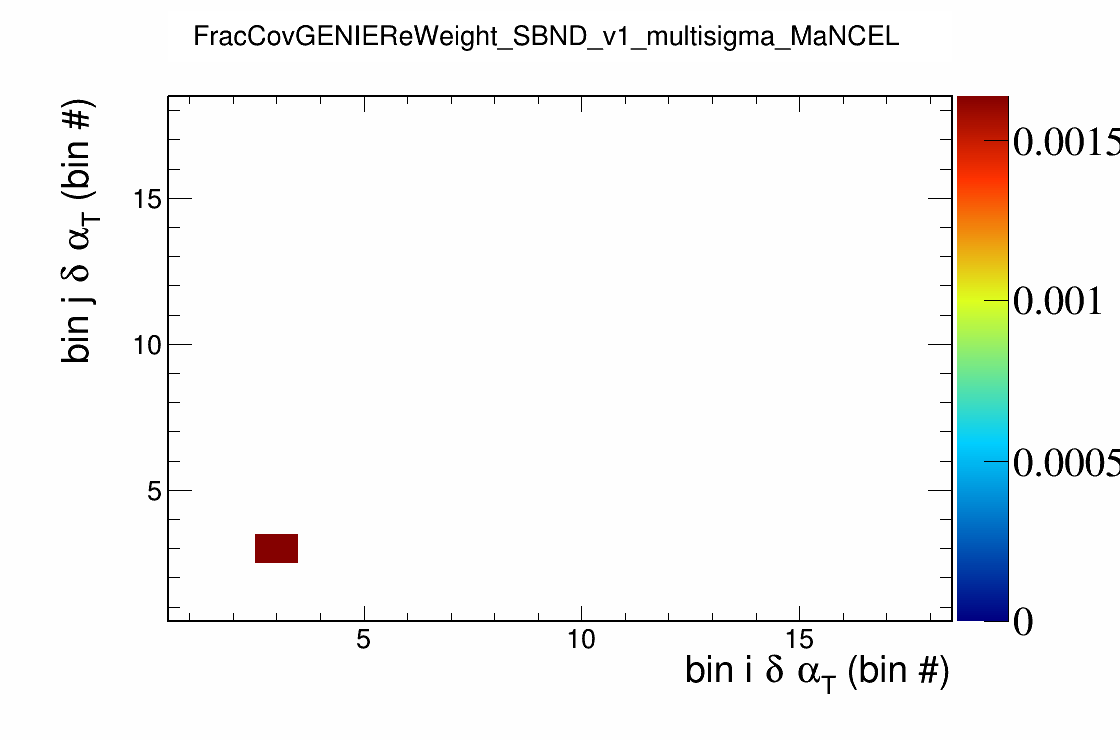 FracCovGENIEReWeight_SBND_v1_multisigma_MaNCEL
bin j δ α_T (bin #)
15
10
5
5 10 15
bin i δ α_T (bin #)
0.0015
0.001
0.0005
0